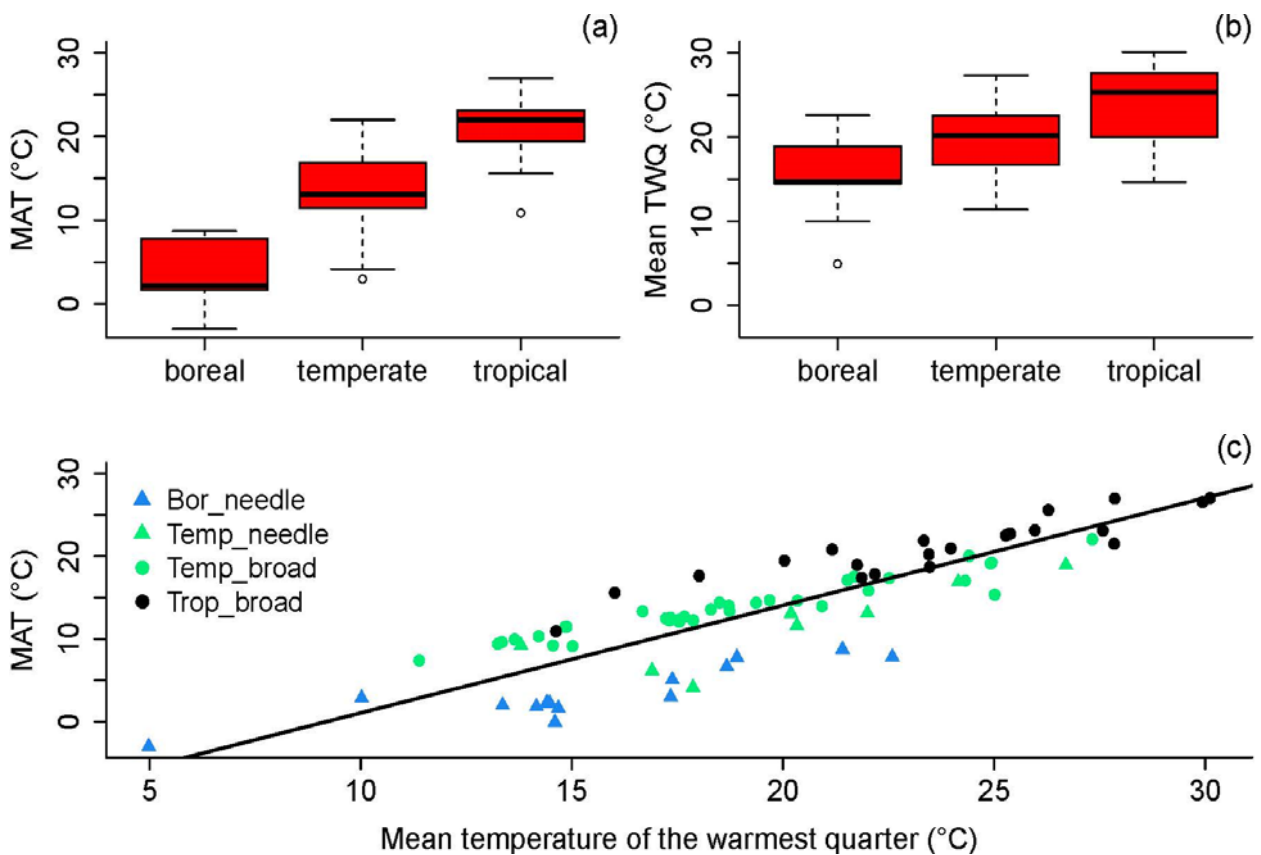 (a)
MAT (°C)
30
20
10
0
boreal temperate tropical
(b)
Mean TWQ (°C)
30
20
10
0
boreal temperate tropical
(c)
MAT (°C)
30
20
10
0
Bor_needle
Temp_needle
Temp_broad
Trop_broad
5 10 15 20 25 30
Mean temperature of the warmest quarter (°C)